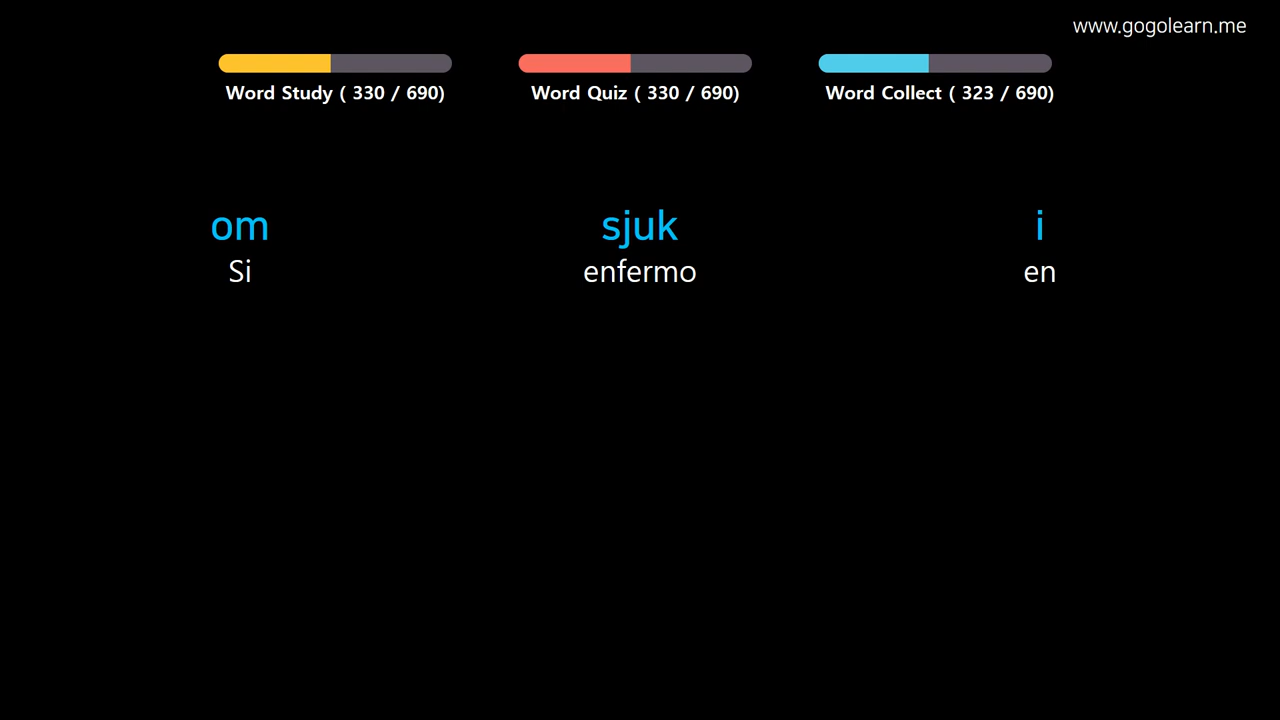 www.gogolearn.me
Word Study ( 330 / 690)
Word Quiz ( 330 / 690)
Word Collect ( 323 / 690)
om
sjuk
i
Si
enfermo
en